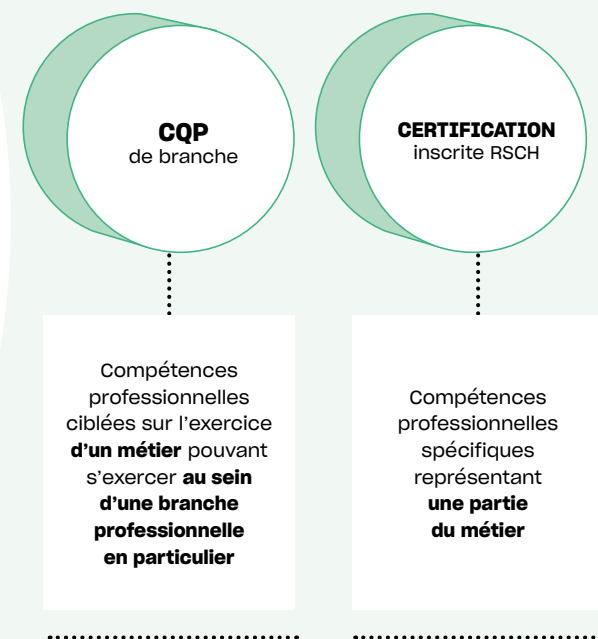 CQP
de branche
CERTIFICATION
inscrite RSCH
Compétences
professionnelles
ciblées sur l’exercice
d’un métier pouvant
s’exercer au sein
d’une branche
professionnelle
en particulier
Compétences
professionnelles
spécifiques
représentant
une partie
du métier